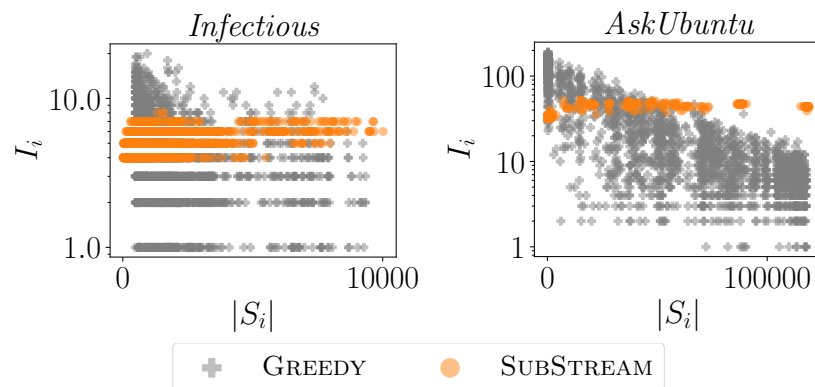 Infectious
AskUbuntu
10.0
1.0
I_i
0
10000
|S_i|
100
10
1
I_i
0
100000
|S_i|
GREEDY
SUBSTREAM